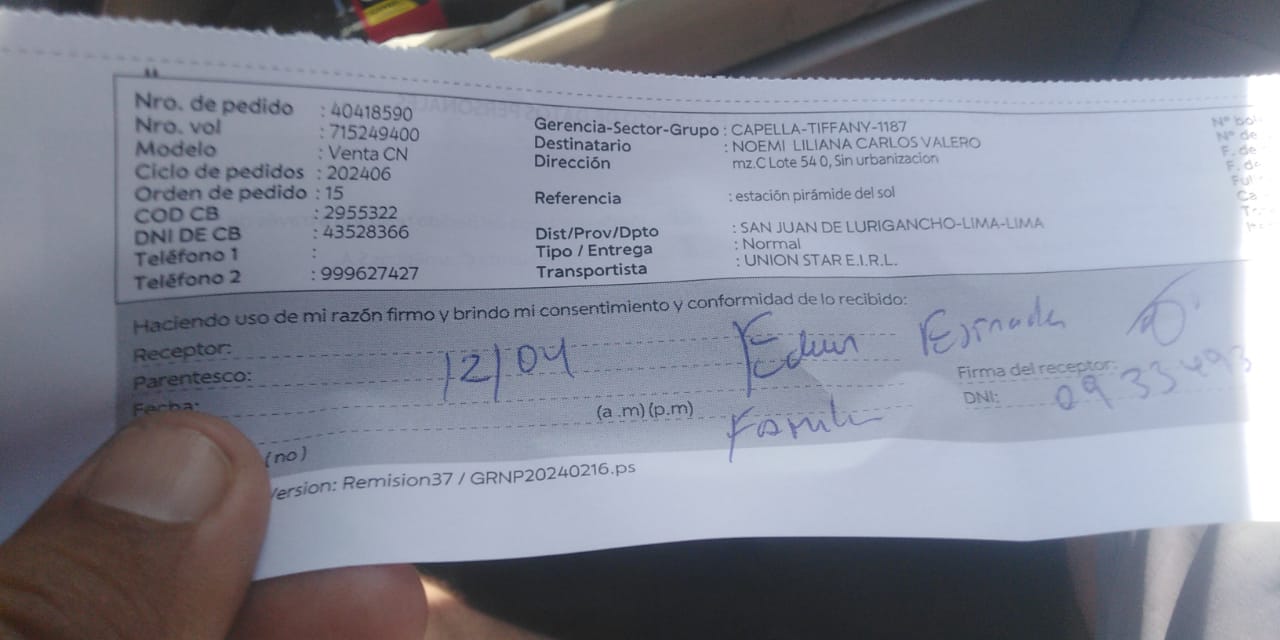 Nro. de pedido : 40418590
Nro. vol : 715249400
Modelo : Venta CN
Ciclo de pedidos : 202406
Orden de pedido : 15
COD CB : 2955322
DNI DE CB : 43528366
Teléfono 1 :
Teléfono 2 : 999627427
Gerencia-Sector-Grupo : CAPELLA-TIFFANY-1187
Destinatario : NOEMI LILIANA CARLOS VALERO
Dirección mz.C Lote 54 0, Sin urbanizacion
Referencia : estación pirámide del sol
Dist/Prov/Dpto : SAN JUAN DE LURIGANCHO-LIMA-LIMA
Tipo / Entrega : Normal
Transportista : UNION STAR E.I.R.L.
Haciendo uso de mi razón firmo y brindo mi consentimiento y conformidad de lo recibido:
Receptor:
Parentesco: 12/04
Fecha: (a .m) (p.m)
Firma del receptor:
DNI: 0933493
(no)
Version: Remision37 / GRNP20240216.ps